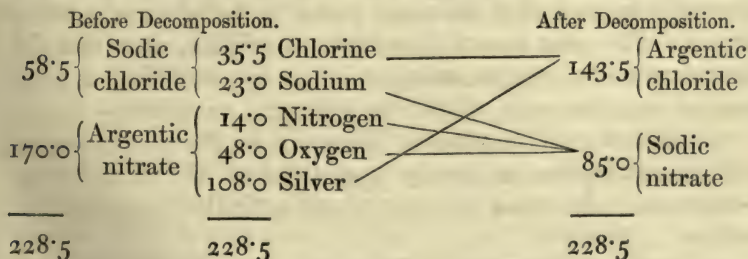 Before Decomposition. After Decomposition.
58·5 { Sodic chloride { 35·5 Chlorine
23·0 Sodium
143·5 { Argentic chloride
170·0 { Argentic nitrate { 14·0 Nitrogen
48·0 Oxygen
108·0 Silver
85·0 { Sodic nitrate
228·5 228·5 228·5